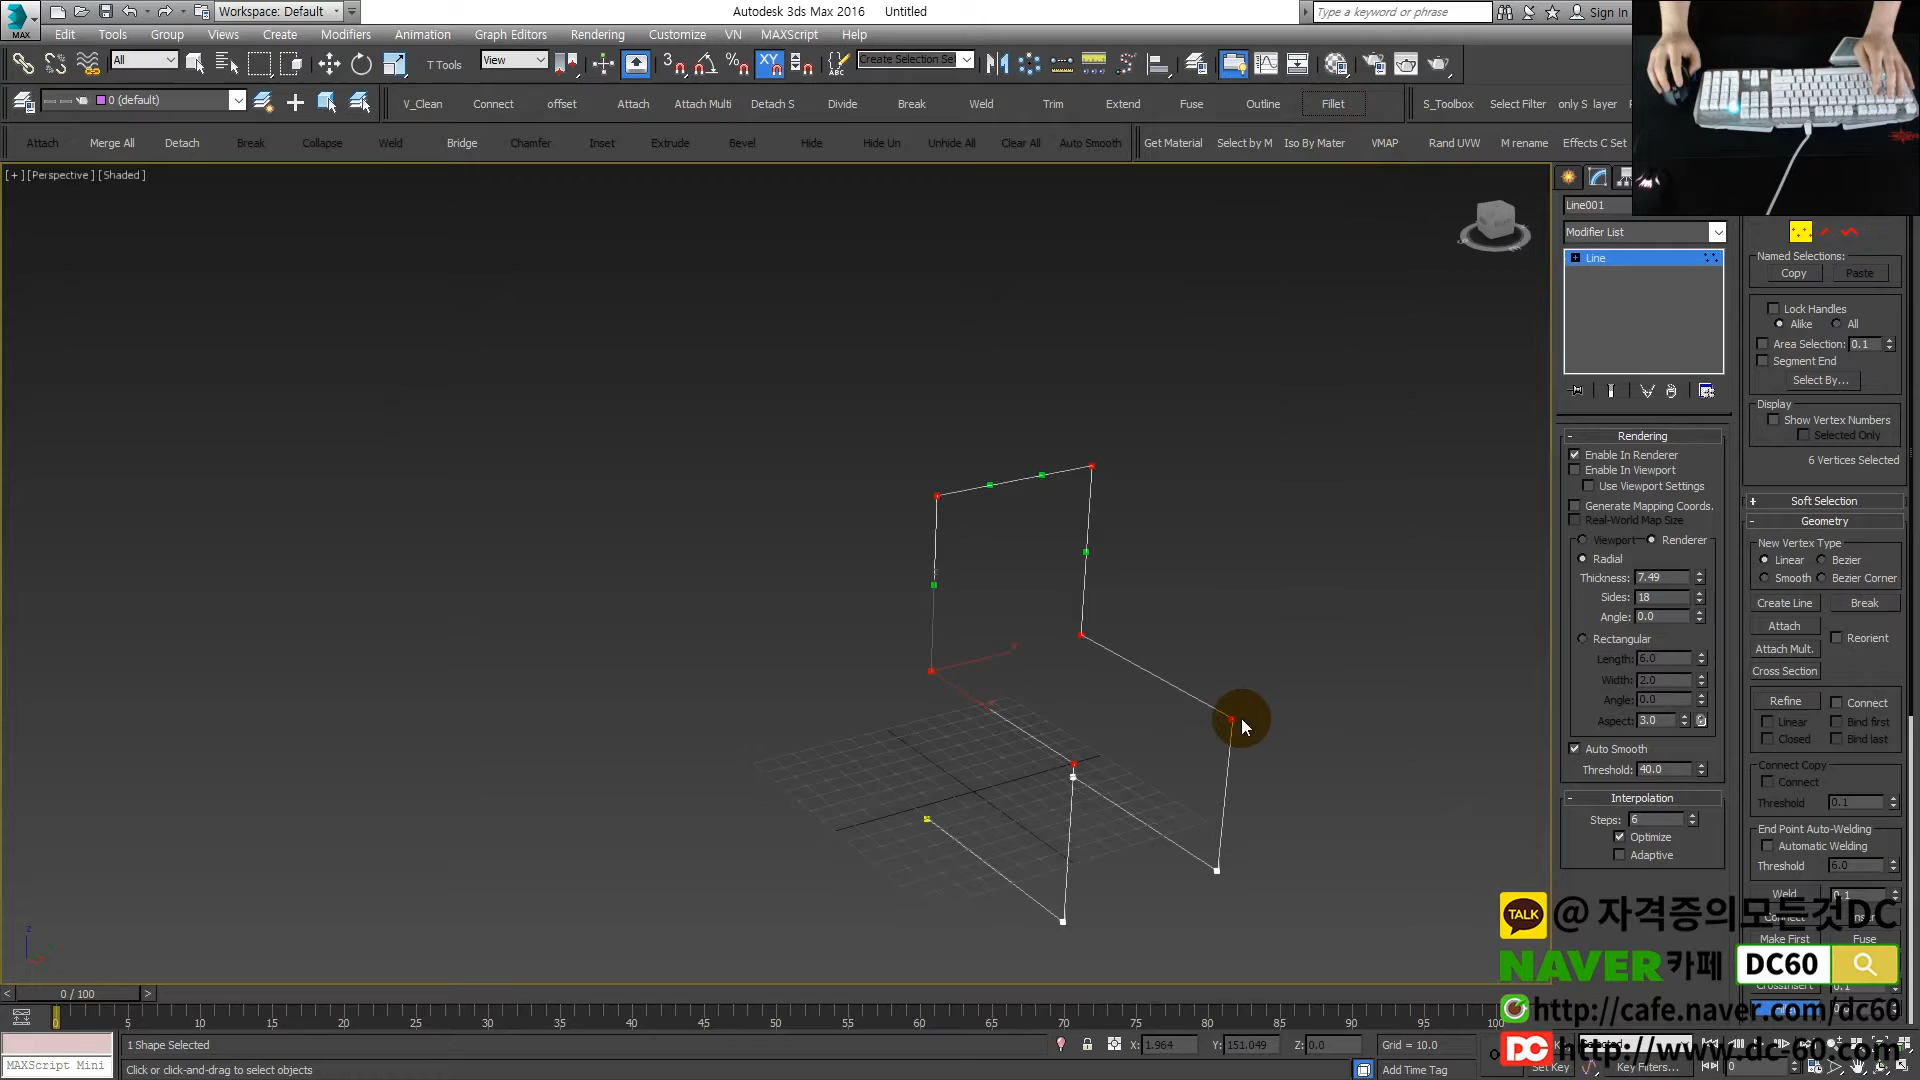 MAX
Workspace: Default
Autodesk 3ds Max 2016 Untitled
Type a keyword or phrase
Sign In
Edit Tools Group Views Create Modifiers Animation Graph Editors Rendering Customize VN MAXScript Help
All
T Tools
View
Create Selection Se
0 (default)
V_Clean Connect offset Attach Attach Multi Detach S Divide Break Weld Trim Extend Fuse Outline Fillet S_Toolbox Select Filter only S layer
Attach Merge All Detach Break Collapse Weld Bridge Chamfer Inset Extrude Bevel Hide Hide Un Unhide All Clear All Auto Smooth Get Material Select by M Iso By Mater VMAP Rand UVW M rename Effects C Set
[+] [Perspective] [Shaded]
Line001
Modifier List
Line
Rendering
Enable In Renderer
Enable In Viewport
Use Viewport Settings
Generate Mapping Coords.
Real-World Map Size
Viewport Renderer
Radial
Thickness: 7.49
Sides: 18
Angle: 0.0
Rectangular
Length: 6.0
Width: 2.0
Angle: 0.0
Aspect: 3.0
Auto Smooth
Threshold: 40.0
Interpolation
Steps: 6
Optimize
Adaptive
Named Selections:
Copy Paste
Lock Handles
Alike All
Area Selection: 0.1
Segment End
Select By...
Display
Show Vertex Numbers
Selected Only
6 Vertices Selected
Soft Selection
Geometry
New Vertex Type
Linear Bezier
Smooth Bezier Corner
Create Line Break
Attach
Reorient
Attach Mult.
Cross Section
Refine Connect
Linear Bind first
Closed Bind last
Connect Copy
Connect
Threshold 0.1
End Point Auto-Welding
Automatic Welding
Threshold 6.0
Weld 0.1
Make First Fuse
TALK @ 자격증의모든것DC
NAVER 카페 DC60
http://cafe.naver.com/dc60
DC http://www.dc-60.com
0 / 100
0 5 10 15 20 25 30 35 40 45 50 55 60 65 70 75 80 85 90 95 100
1 Shape Selected
X: 1.964 Y: 151.049 Z: 0.0
Grid = 10.0
MAXScript Mini
Click or click-and-drag to select objects
Add Time Tag
Set Key
Key Filters...
0